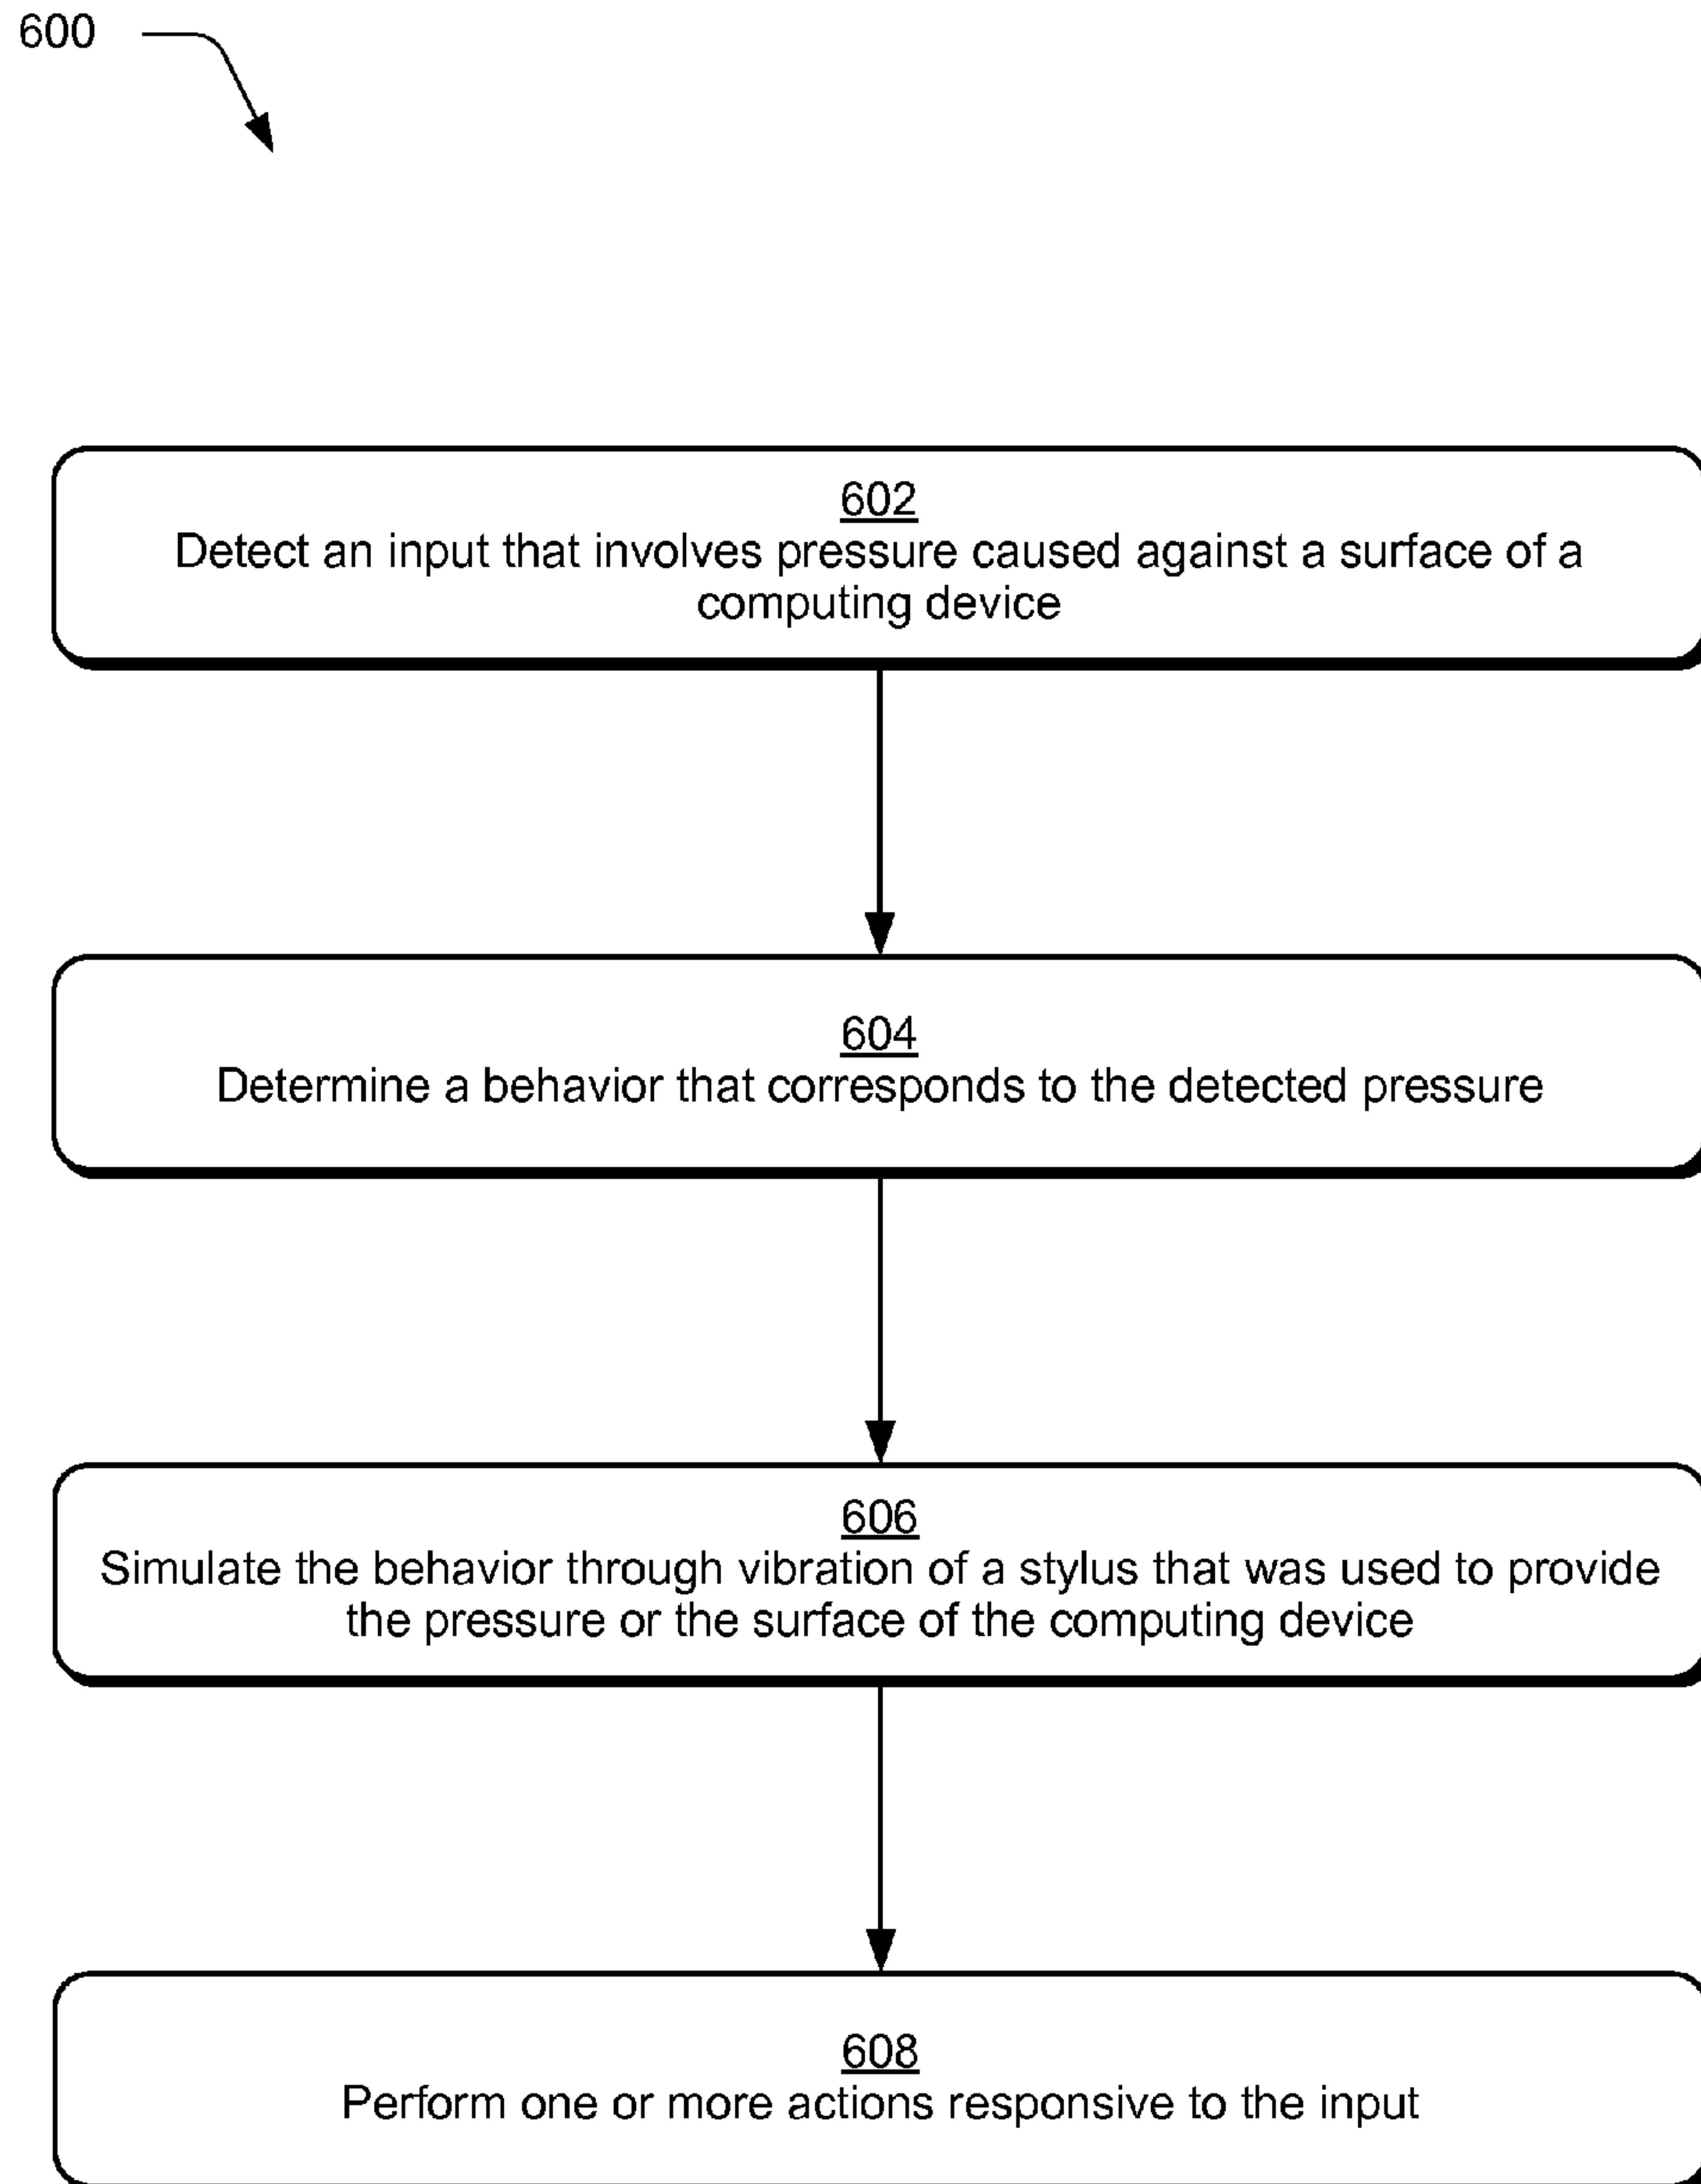 600
602
Detect an input that involves pressure caused against a surface of a
computing device
604
Determine a behavior that corresponds to the detected pressure
606
Simulate the behavior through vibration of a stylus that was used to provide
the pressure or the surface of the computing device
608
Perform one or more actions responsive to the input